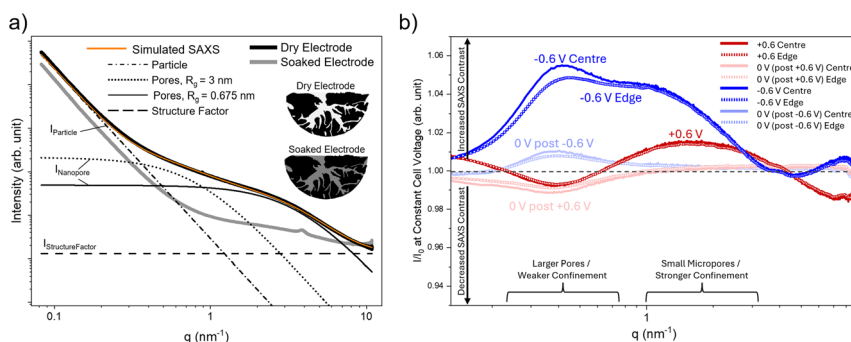 a)
Simulated SAXS
Dry Electrode
Particle
Soaked Electrode
Pores, Rg = 3 nm
Pores, Rg = 0.675 nm
Structure Factor
Dry Electrode
Soaked Electrode
IParticle
INanopore
IStructureFactor
Intensity (arb. unit)
0.1
1
10
q (nm-1)
b)
+0.6 Centre
+0.6 Edge
0 V (post +0.6 V) Centre
0 V (post +0.6 V) Edge
-0.6 V Centre
-0.6 V Edge
0 V (post -0.6 V) Centre
0 V (post -0.6 V) Edge
-0.6 V Centre
-0.6 V Edge
+0.6 V
0 V post -0.6 V
0 V post +0.6 V
Increased SAXS Contrast
Decreased SAXS Contrast
I/I0 at Constant Cell Voltage (arb. unit)
1.06
1.04
1.02
1.00
0.98
0.96
0.94
Larger Pores /
Weaker Confinement
Small Micropores /
Stronger Confinement
1
q (nm-1)